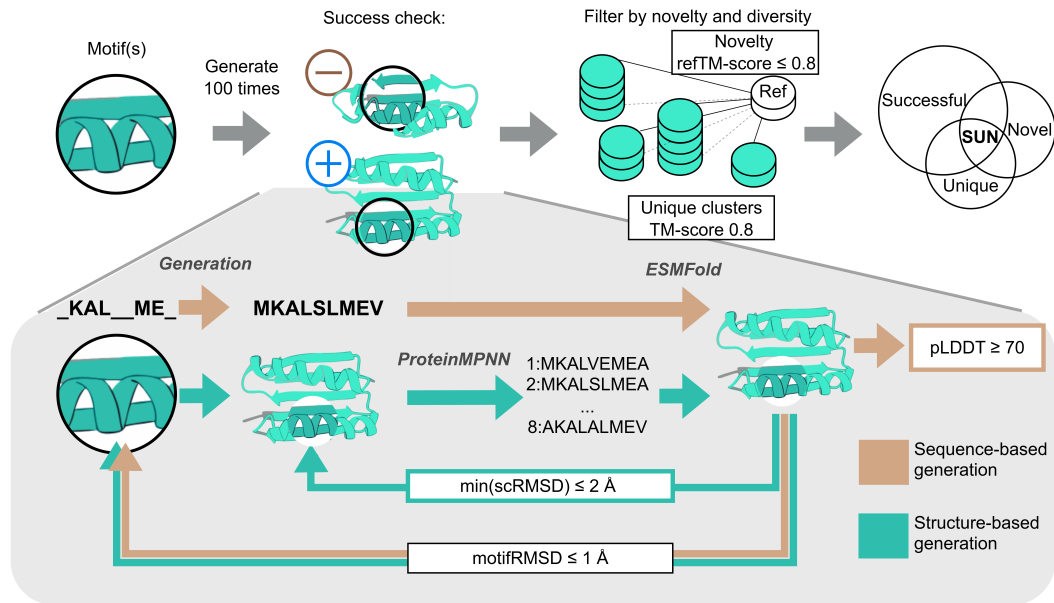 Motif(s)
Generate
100 times
Success check:
Filter by novelty and diversity
Novelty
refTM-score ≤ 0.8
Ref
Unique clusters
TM-score 0.8
Successful
Novel
SUN
Unique
Generation
ESMFold
_KAL__ME_
MKALSLMEV
pLDDT ≥ 70
ProteinMPNN
1:MKALVEMEA
2:MKALSLMEA
...
8:AKALALMEV
min(scRMSD) ≤ 2 Å
motifRMSD ≤ 1 Å
Sequence-based
generation
Structure-based
generation